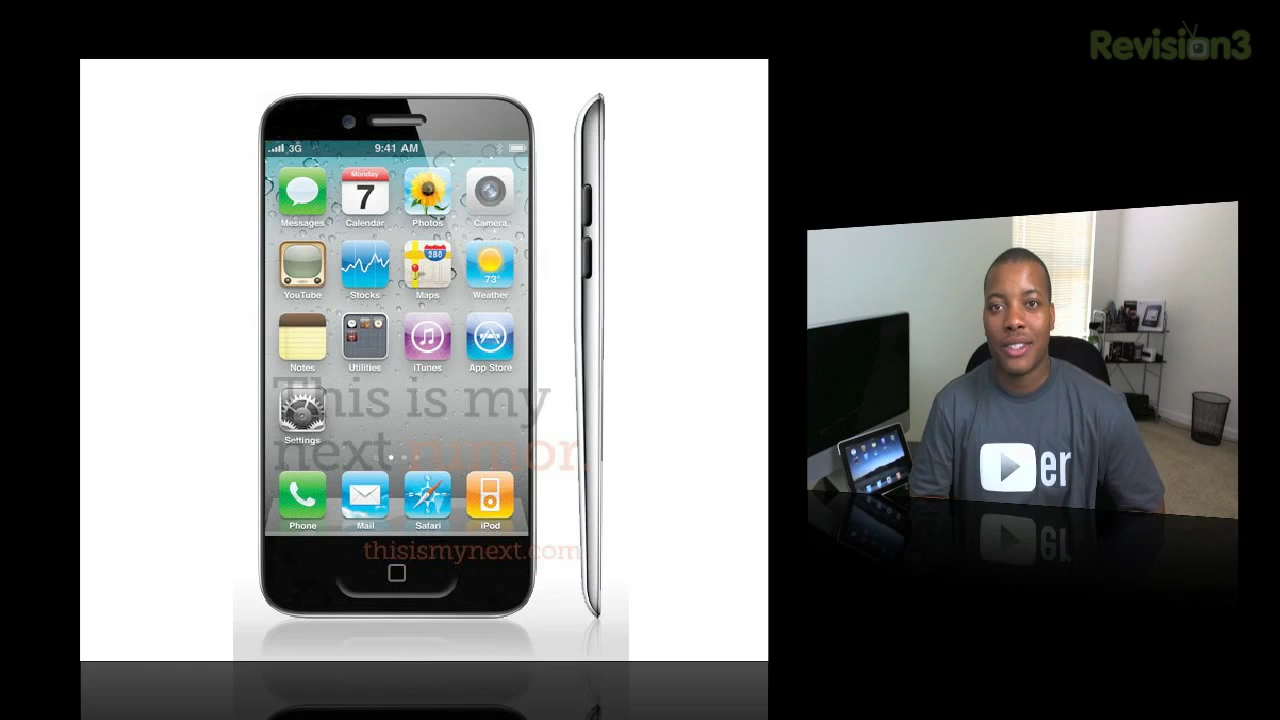 Revision3
3G 9:41 AM
Monday
7 280 73°
Messages Calendar Photos Camera
YouTube Stocks Maps Weather
Notes Utilities iTunes App Store
This is my
Settings
next rumor.
Phone Mail Safari iPod
thisismynext.com
er